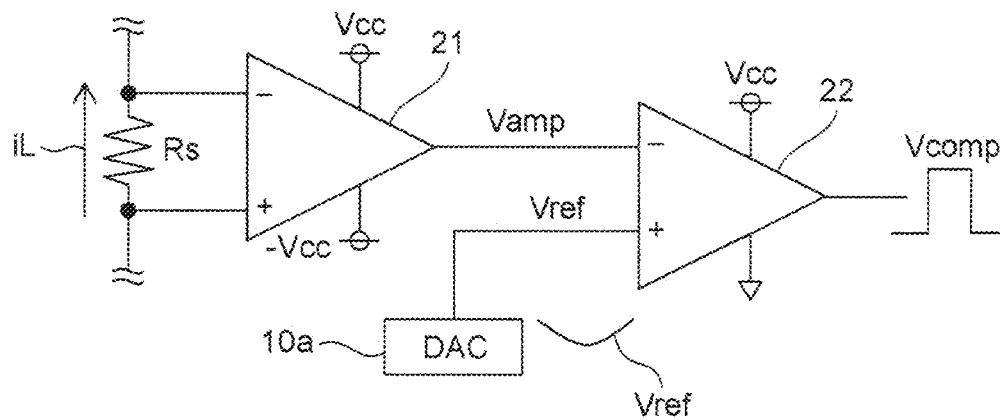 Vcc
21
Vcc
22
Vamp
Vcomp
iL
Rs
−
+
−
+
Vref
-Vcc
10a
DAC
Vref